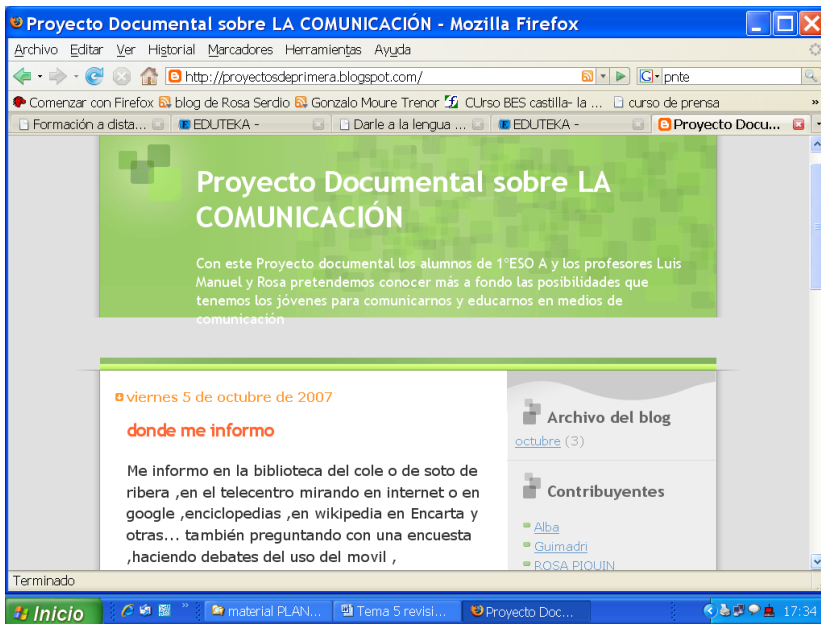 Proyecto Documental sobre LA COMUNICACIÓN - Mozilla Firefox
Archivo Editar Ver Historial Marcadores Herramientas Ayuda
http://proyectosdeprimera.blogspot.com/ G pnte
Comenzar con Firefox blog de Rosa Serdio Gonzalo Moure Trenor CUrso BES castilla- la ... curso de prensa »
Formación a dista... EDUTEKA - Darle a la lengua ... EDUTEKA - Proyecto Docu...
Proyecto Documental sobre LA
COMUNICACIÓN
Con este Proyecto documental los alumnos de 1ºESO A y los profesores Luis
Manuel y Rosa pretendemos conocer más a fondo las posibilidades que
tenemos los jóvenes para comunicarnos y educarnos en medios de
comunicación
viernes 5 de octubre de 2007
donde me informo
Me informo en la biblioteca del cole o de soto de
ribera ,en el telecentro mirando en internet o en
google ,enciclopedias ,en wikipedia en Encarta y
otras... también preguntando con una encuesta
,haciendo debates del uso del movil ,
Archivo del blog
octubre (3)
Contribuyentes
Alba
Guimadri
ROSA PIQUIN
Terminado
Inicio » material PLAN... Tema 5 revisi... Proyecto Doc... 17:34